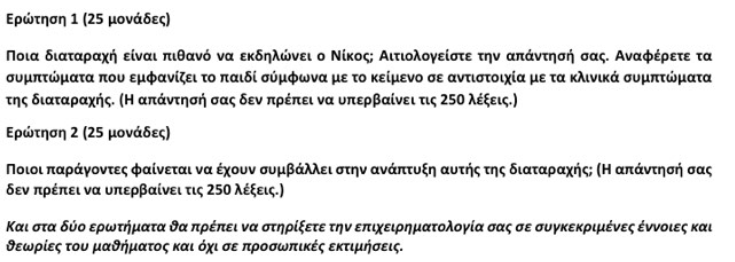 Ερώτηση 1 (25 μονάδες)
Ποια διαταραχή είναι πιθανό να εκδηλώνει ο Νίκος; Αιτιολογείστε την απάντησή σας. Αναφέρετε τα
συμπτώματα που εμφανίζει το παιδί σύμφωνα με το κείμενο σε αντιστοιχία με τα κλινικά συμπτώματα
της διαταραχής. (Η απάντησή σας δεν πρέπει να υπερβαίνει τις 250 λέξεις.)
Ερώτηση 2 (25 μονάδες)
Ποιοι παράγοντες φαίνεται να έχουν συμβάλλει στην ανάπτυξη αυτής της διαταραχής; (Η απάντησή σας
δεν πρέπει να υπερβαίνει τις 250 λέξεις.)
Και στα δύο ερωτήματα θα πρέπει να στηρίξετε την επιχειρηματολογία σας σε συγκεκριμένες έννοιες και
θεωρίες του μαθήματος και όχι σε προσωπικές εκτιμήσεις.